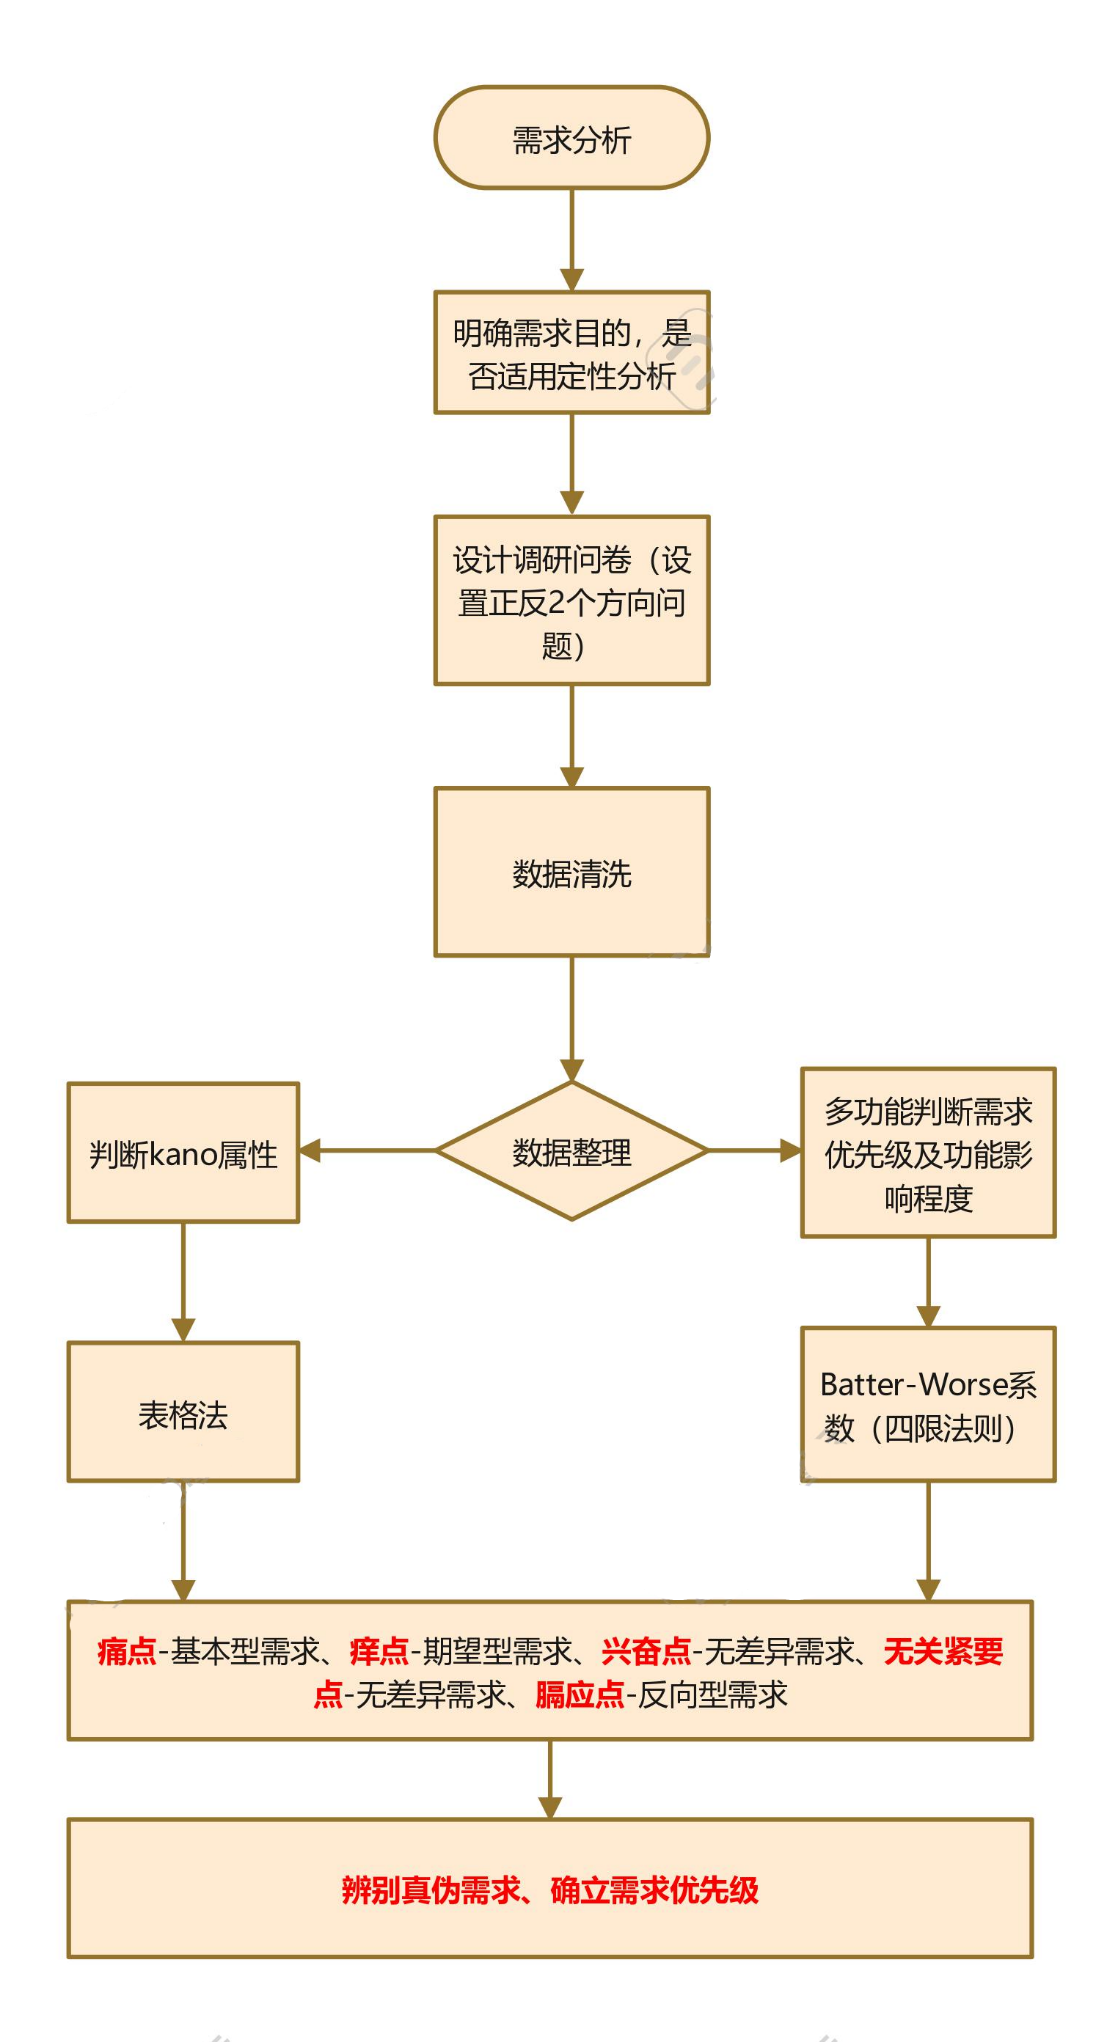 需求分析
明确需求目的，是
否适用定性分析
设计调研问卷（设
置正反2个方向问
题）
数据清洗
数据整理
判断kano属性
多功能判断需求
优先级及功能影
响程度
表格法
Batter-Worse系
数（四限法则）
痛点-基本型需求、痒点-期望型需求、兴奋点-无差异需求、无关紧要
点-无差异需求、膈应点-反向型需求
辨别真伪需求、确立需求优先级